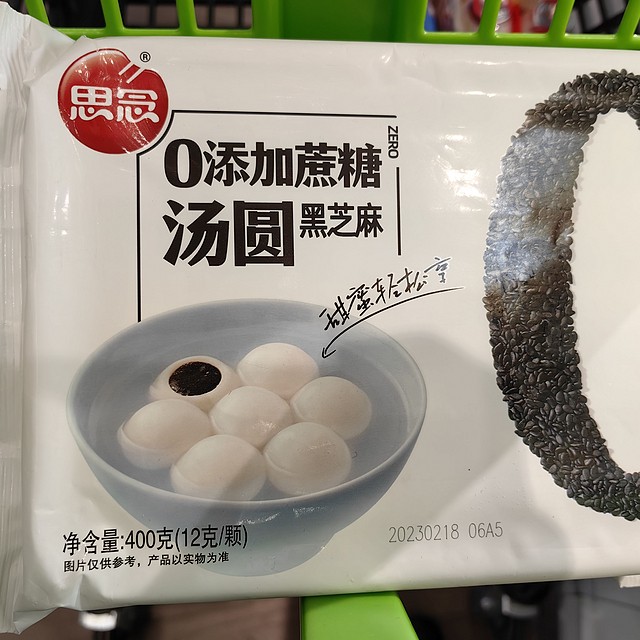 思念®
0添加蔗糖
ZERO
汤圆 黑芝麻
甜蜜轻松享
净含量:400克(12克/颗)
图片仅供参考，产品以实物为准
20230218 06A5